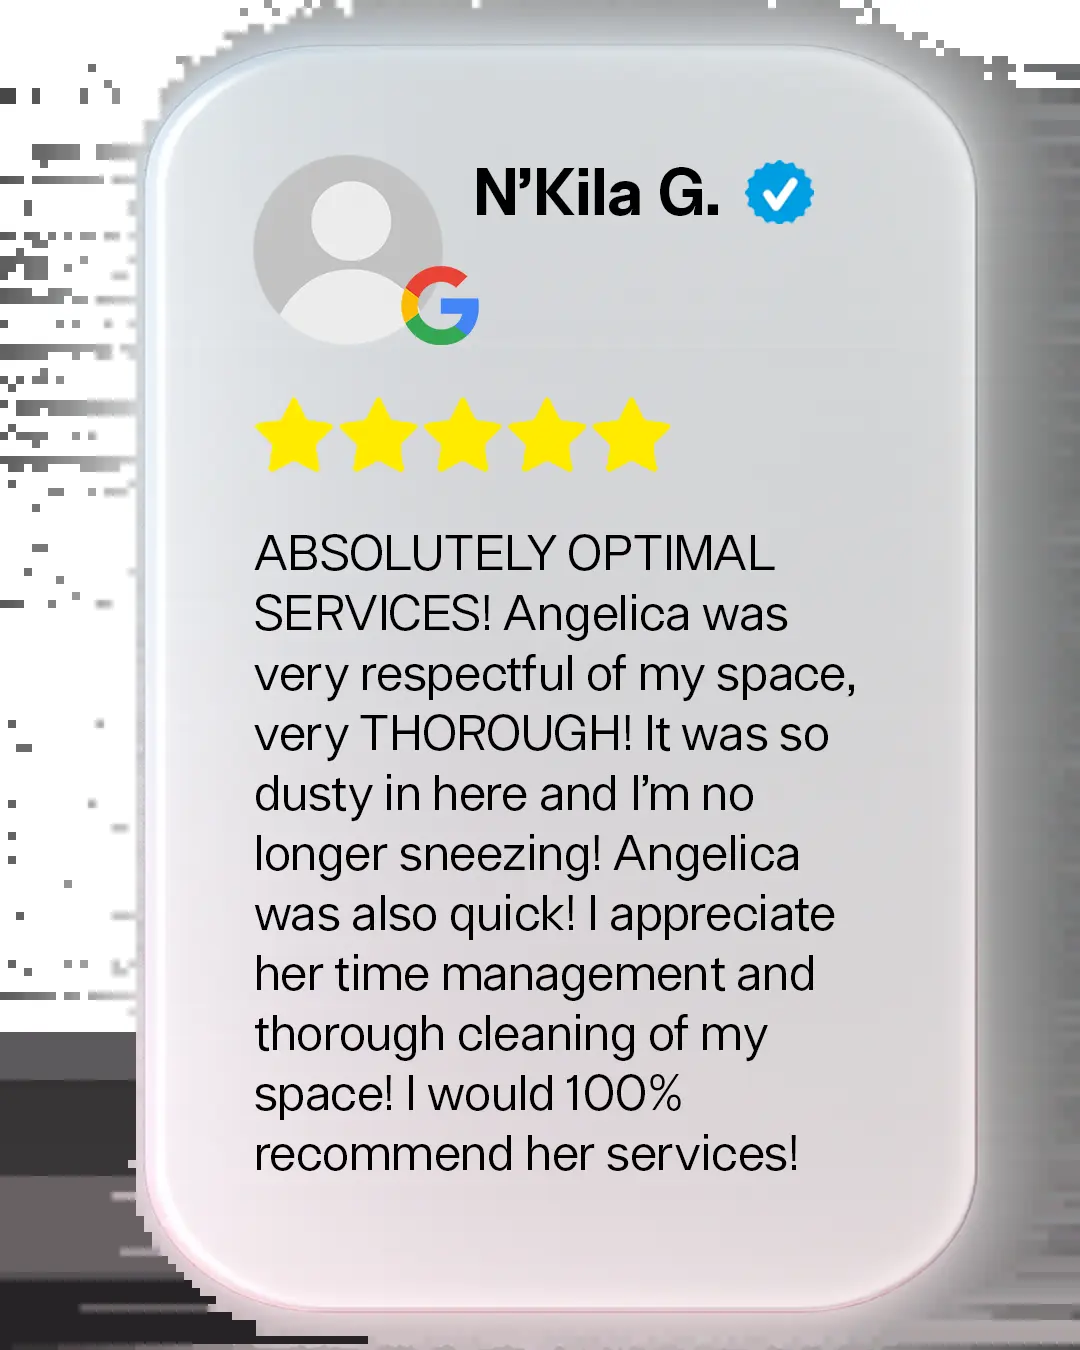 N’Kila G.
ABSOLUTELY OPTIMAL
SERVICES! Angelica was
very respectful of my space,
very THOROUGH! It was so
dusty in here and I’m no
longer sneezing! Angelica
was also quick! I appreciate
her time management and
thorough cleaning of my
space! I would 100%
recommend her services!